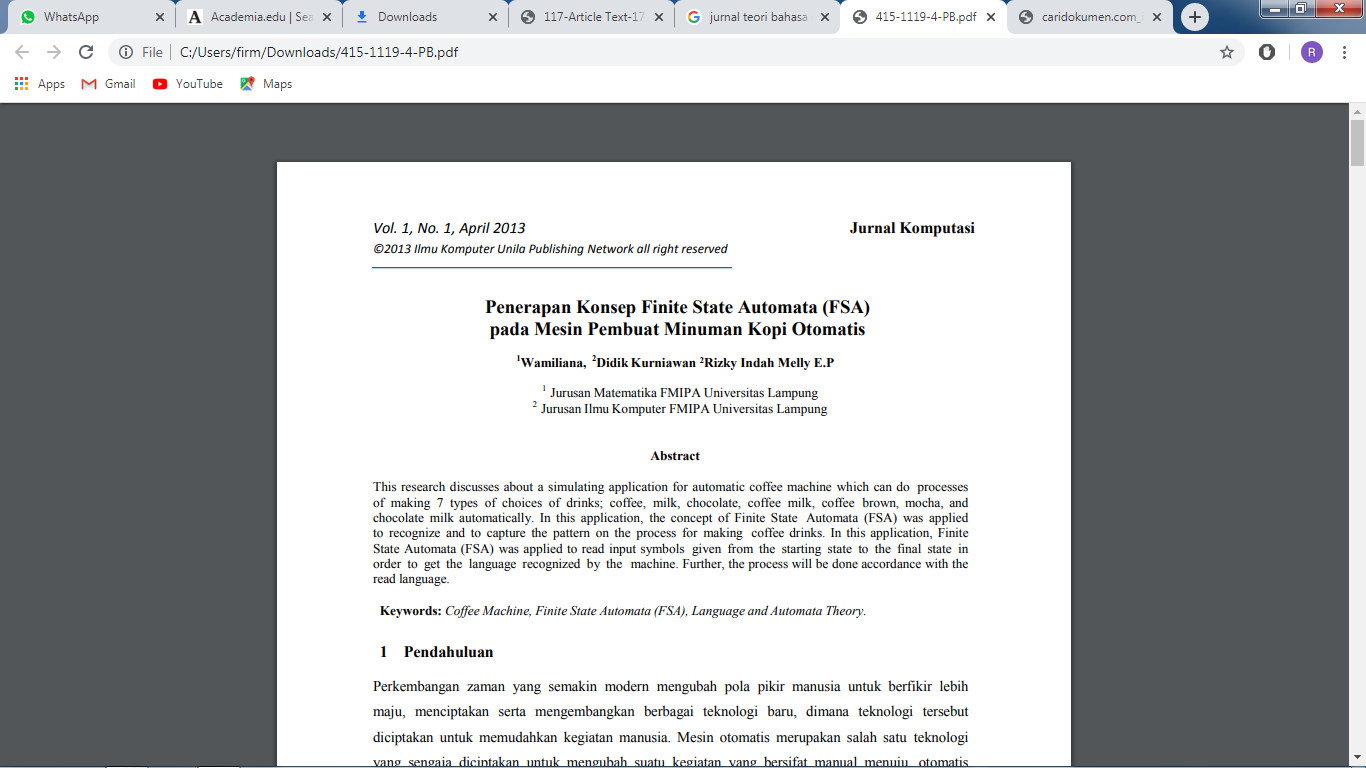 WhatsApp
Academia.edu | Sea
Downloads
117-Article Text-17
jurnal teori bahasa
415-1119-4-PB.pdf
caridokumen.com_
File
C:/Users/firm/Downloads/415-1119-4-PB.pdf
R
Apps
Gmail
YouTube
Maps
Vol. 1, No. 1, April 2013
Jurnal Komputasi
©2013 Ilmu Komputer Unila Publishing Network all right reserved
Penerapan Konsep Finite State Automata (FSA)
pada Mesin Pembuat Minuman Kopi Otomatis
¹Wamiliana, ²Didik Kurniawan ²Rizky Indah Melly E.P
¹ Jurusan Matematika FMIPA Universitas Lampung
² Jurusan Ilmu Komputer FMIPA Universitas Lampung
Abstract
This research discusses about a simulating application for automatic coffee machine which can do processes
of making 7 types of choices of drinks; coffee, milk, chocolate, coffee milk, coffee brown, mocha, and
chocolate milk automatically. In this application, the concept of Finite State Automata (FSA) was applied
to recognize and to capture the pattern on the process for making coffee drinks. In this application, Finite
State Automata (FSA) was applied to read input symbols given from the starting state to the final state in
order to get the language recognized by the machine. Further, the process will be done accordance with the
read language.
Keywords: Coffee Machine, Finite State Automata (FSA), Language and Automata Theory.
1 Pendahuluan
Perkembangan zaman yang semakin modern mengubah pola pikir manusia untuk berfikir lebih
maju, menciptakan serta mengembangkan berbagai teknologi baru, dimana teknologi tersebut
diciptakan untuk memudahkan kegiatan manusia. Mesin otomatis merupakan salah satu teknologi
yang sengaja diciptakan untuk mengubah suatu kegiatan yang bersifat manual menuju otomatis